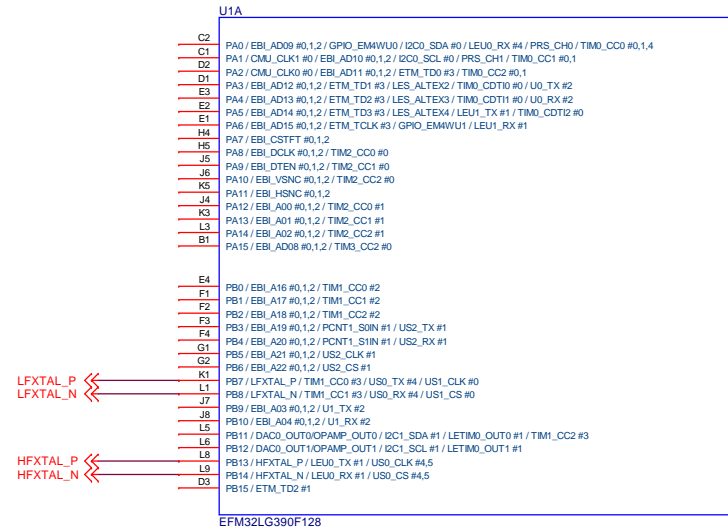 U1A
C2 PA0 / EBI_AD09 #0,1,2 / GPIO_EM4WU0 / I2C0_SDA #0 / LEU0_RX #4 / PRS_CH0 / TIM0_CC0 #0,1,4
C1 PA1 / CMU_CLK1 #0 / EBI_AD10 #0,1,2 / I2C0_SCL #0 / PRS_CH1 / TIM0_CC1 #0,1
D2 PA2 / CMU_CLK0 #0 / EBI_AD11 #0,1,2 / ETM_TD0 #3 / TIM0_CC2 #0,1
D1 PA3 / EBI_AD12 #0,1,2 / ETM_TD1 #3 / LES_ALTEX2 / TIM0_CDTI0 #0 / U0_TX #2
E3 PA4 / EBI_AD13 #0,1,2 / ETM_TD2 #3 / LES_ALTEX3 / TIM0_CDTI1 #0 / U0_RX #2
E2 PA5 / EBI_AD14 #0,1,2 / ETM_TD3 #3 / LES_ALTEX4 / LEU1_TX #1 / TIM0_CDTI2 #0
E1 PA6 / EBI_AD15 #0,1,2 / ETM_TCLK #3 / GPIO_EM4WU1 / LEU1_RX #1
H4 PA7 / EBI_CSTFT #0,1,2
H5 PA8 / EBI_DCLK #0,1,2 / TIM2_CC0 #0
J5 PA9 / EBI_DTEN #0,1,2 / TIM2_CC1 #0
J6 PA10 / EBI_VSNC #0,1,2 / TIM2_CC2 #0
K5 PA11 / EBI_HSNC #0,1,2
J4 PA12 / EBI_A00 #0,1,2 / TIM2_CC0 #1
K3 PA13 / EBI_A01 #0,1,2 / TIM2_CC1 #1
L3 PA14 / EBI_A02 #0,1,2 / TIM2_CC2 #1
B1 PA15 / EBI_AD08 #0,1,2 / TIM3_CC2 #0
E4 PB0 / EBI_A16 #0,1,2 / TIM1_CC0 #2
F1 PB1 / EBI_A17 #0,1,2 / TIM1_CC1 #2
F2 PB2 / EBI_A18 #0,1,2 / TIM1_CC2 #2
F3 PB3 / EBI_A19 #0,1,2 / PCNT1_S0IN #1 / US2_TX #1
F4 PB4 / EBI_A20 #0,1,2 / PCNT1_S1IN #1 / US2_RX #1
G1 PB5 / EBI_A21 #0,1,2 / US2_CLK #1
G2 PB6 / EBI_A22 #0,1,2 / US2_CS #1
LFXTAL_P K1 PB7 / LFXTAL_P / TIM1_CC0 #3 / US0_TX #4 / US1_CLK #0
LFXTAL_N L1 PB8 / LFXTAL_N / TIM1_CC1 #3 / US0_RX #4 / US1_CS #0
J7 PB9 / EBI_A03 #0,1,2 / U1_TX #2
J8 PB10 / EBI_A04 #0,1,2 / U1_RX #2
L5 PB11 / DAC0_OUT0/OPAMP_OUT0 / I2C1_SDA #1 / LETIM0_OUT0 #1 / TIM1_CC2 #3
L6 PB12 / DAC0_OUT1/OPAMP_OUT1 / I2C1_SCL #1 / LETIM0_OUT1 #1
HFXTAL_P L8 PB13 / HFXTAL_P / LEU0_TX #1 / US0_CLK #4,5
HFXTAL_N L9 PB14 / HFXTAL_N / LEU0_RX #1 / US0_CS #4,5
D3 PB15 / ETM_TD2 #1
EFM32LG390F128